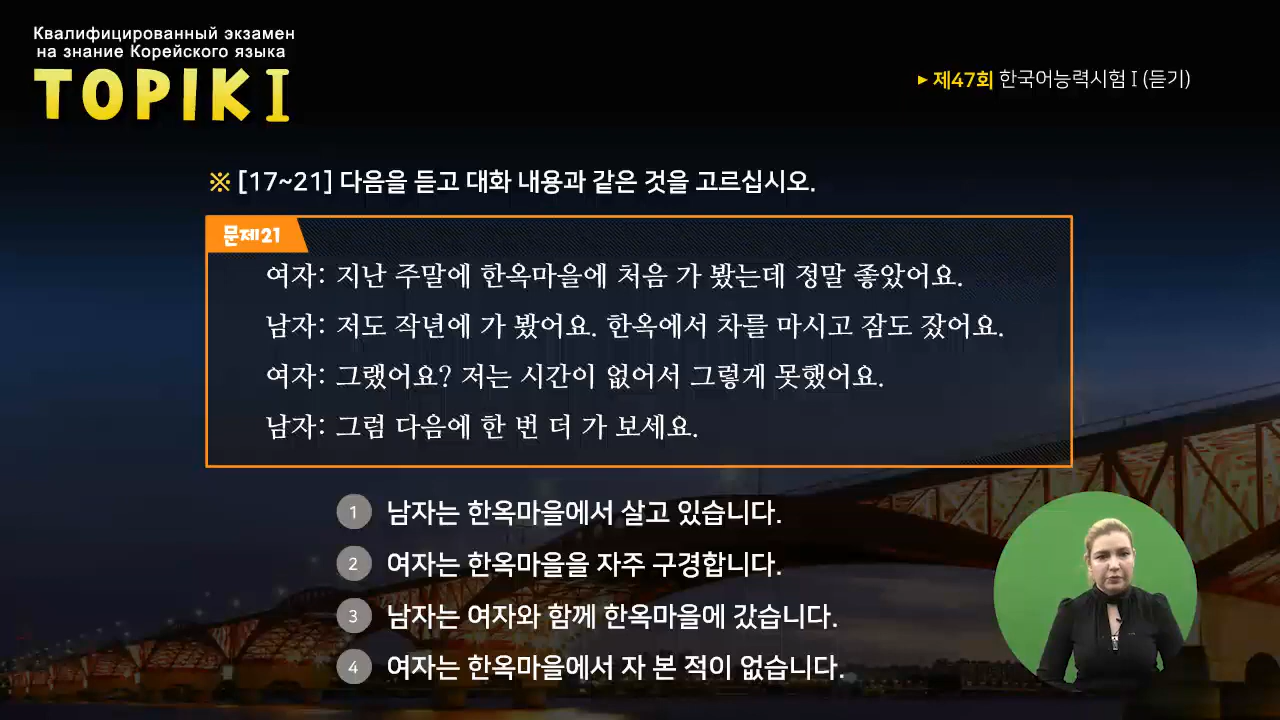 Квалифицированный экзамен
на знание Корейского языка
TOPIK I
▸ 제47회 한국어능력시험 I (듣기)
※ [17~21] 다음을 듣고 대화 내용과 같은 것을 고르십시오.
문제21
여자: 지난 주말에 한옥마을에 처음 가 봤는데 정말 좋았어요.
남자: 저도 작년에 가 봤어요. 한옥에서 차를 마시고 잠도 잤어요.
여자: 그랬어요? 저는 시간이 없어서 그렇게 못했어요.
남자: 그럼 다음에 한 번 더 가 보세요.
1 남자는 한옥마을에서 살고 있습니다.
2 여자는 한옥마을을 자주 구경합니다.
3 남자는 여자와 함께 한옥마을에 갔습니다.
4 여자는 한옥마을에서 자 본 적이 없습니다.